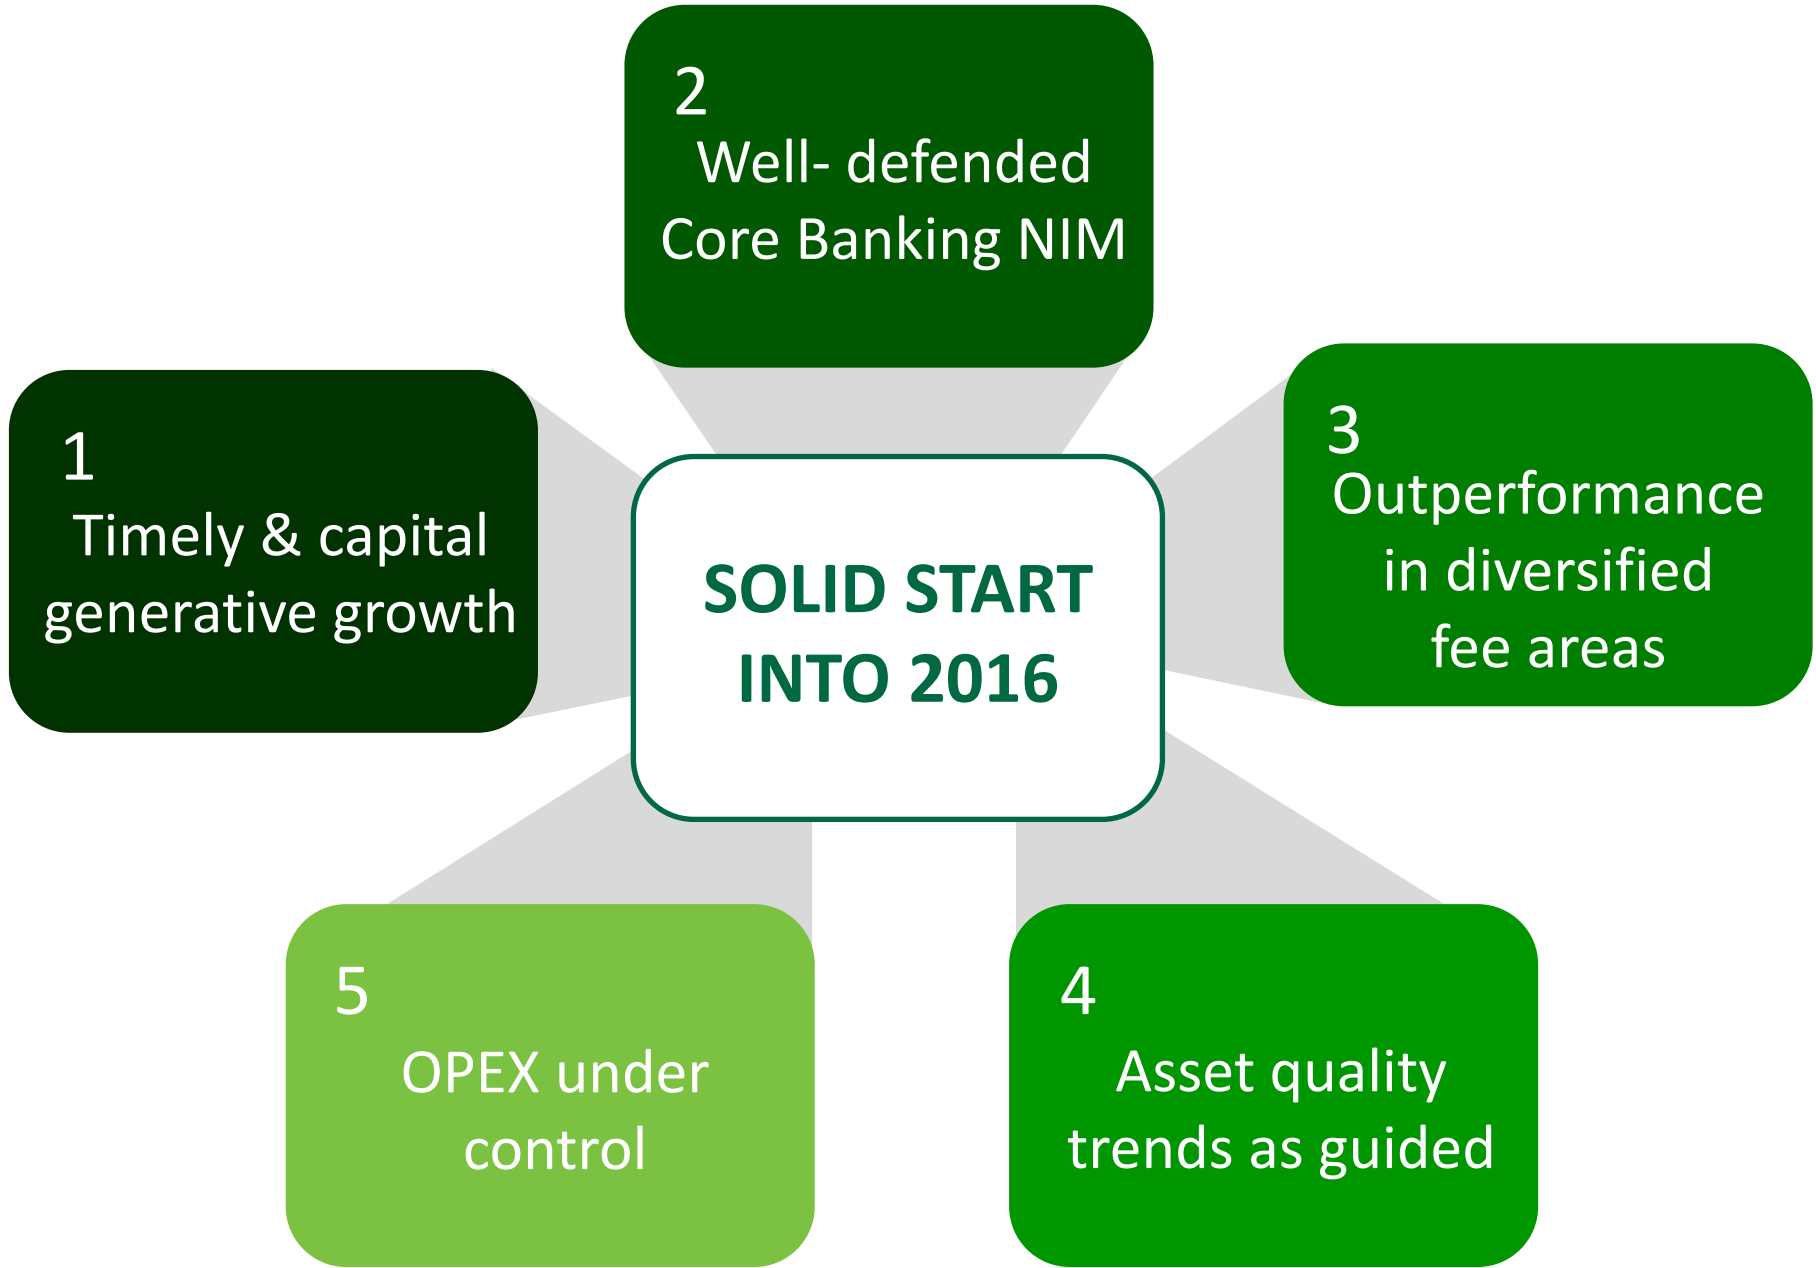 1
Timely & capital
generative growth
2
Well- defended
Core Banking NIM
3
Outperformance
in diversified
fee areas
4
Asset quality
trends as guided
5
OPEX under
control
SOLID START
INTO 2016